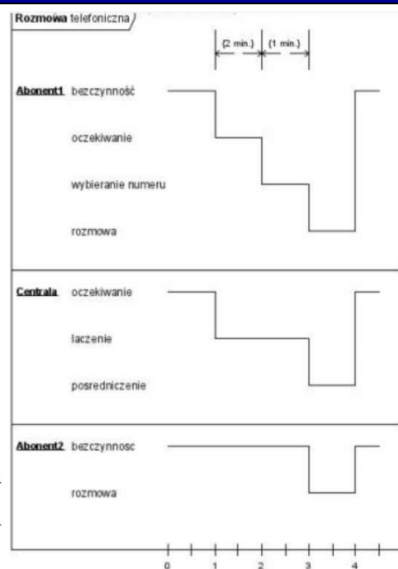 Rozmowa telefoniczna
{2 min.} {1 min.}
Abonent1 bezczynność
oczekiwanie
wybieranie numeru
rozmowa
Centrala oczekiwanie
laczenie
posredniczenie
Abonent2 bezczynnosc
rozmowa
0 1 2 3 4